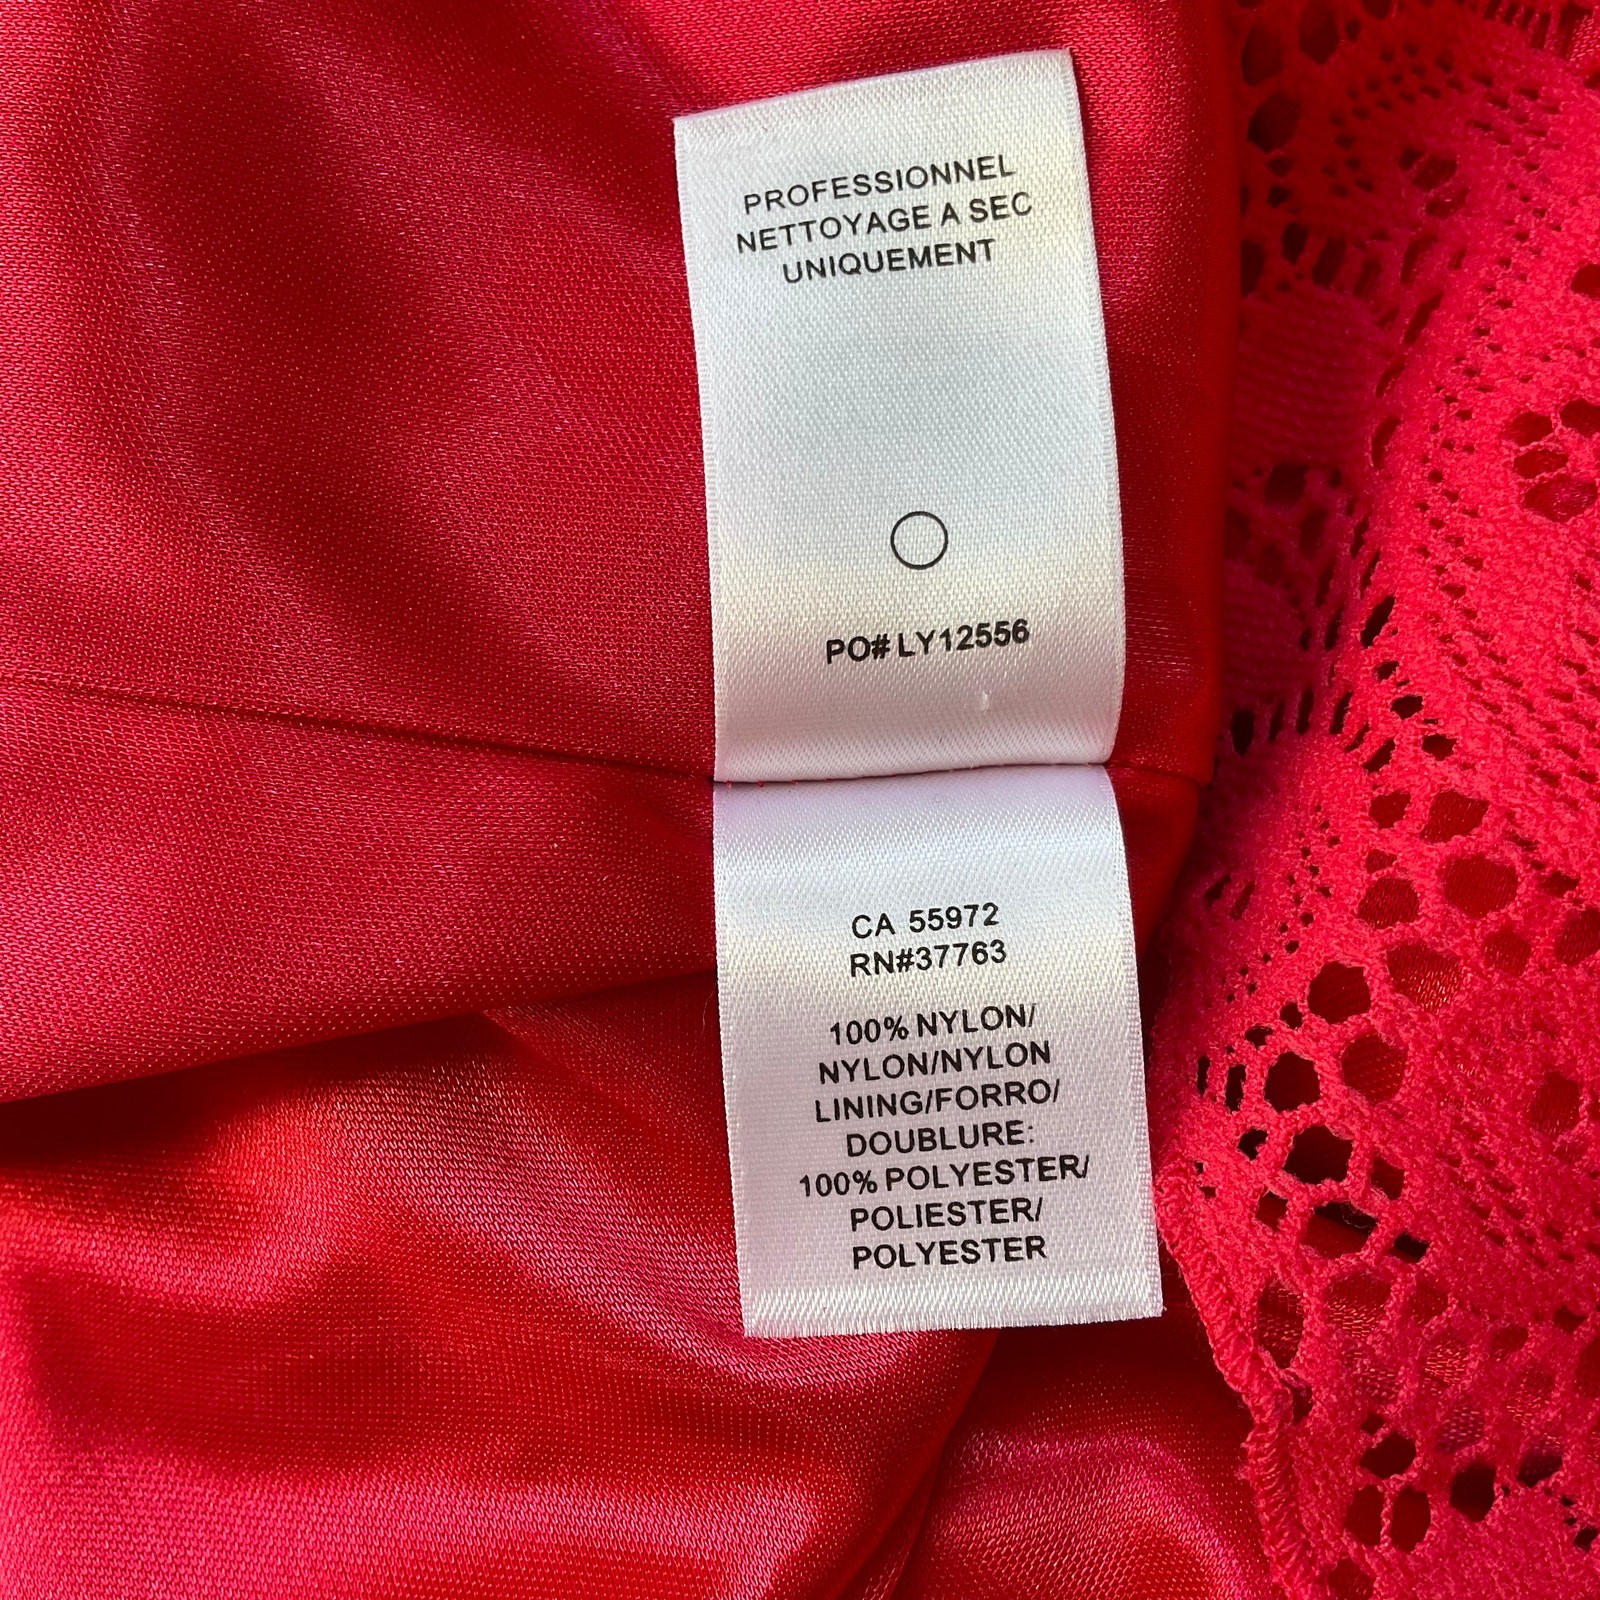 PROFESSIONNEL
NETTOYAGE A SEC
UNIQUEMENT
PO# LY12556
CA 55972
RN#37763
100% NYLON/
NYLON/NYLON
LINING/FORRO/
DOUBLURE:
100% POLYESTER/
POLIESTER/
POLYESTER